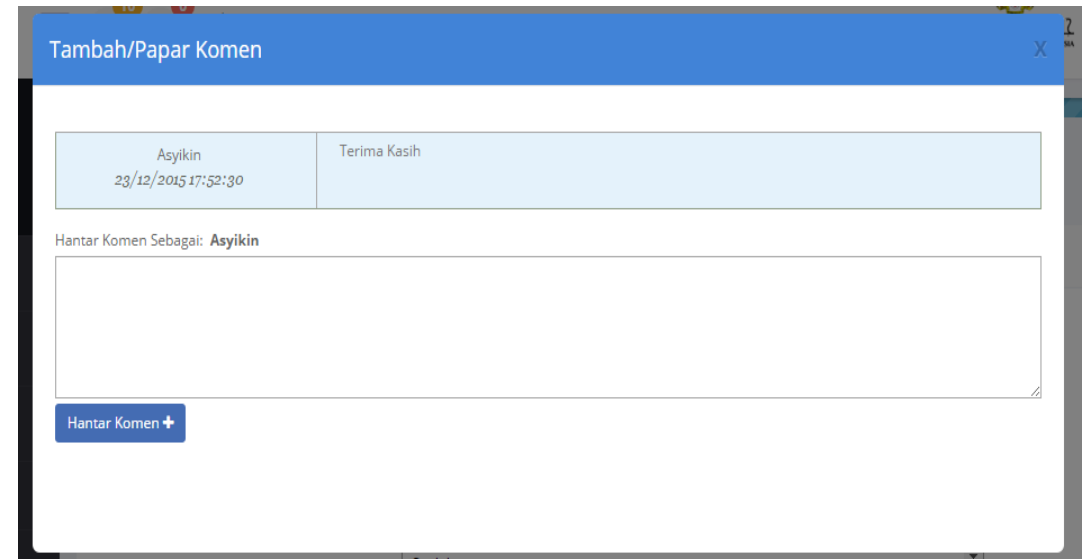 Tambah/Papar Komen
X
Asyikin
23/12/2015 17:52:30
Terima Kasih
Hantar Komen Sebagai: Asyikin
Hantar Komen